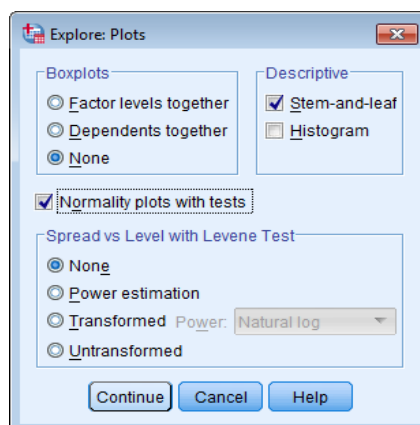 Explore: Plots
Boxplots
Factor levels together
Dependents together
None
Descriptive
Stem-and-leaf
Histogram
Normality plots with tests
Spread vs Level with Levene Test
None
Power estimation
Transformed Power: Natural log
Untransformed
Continue Cancel Help